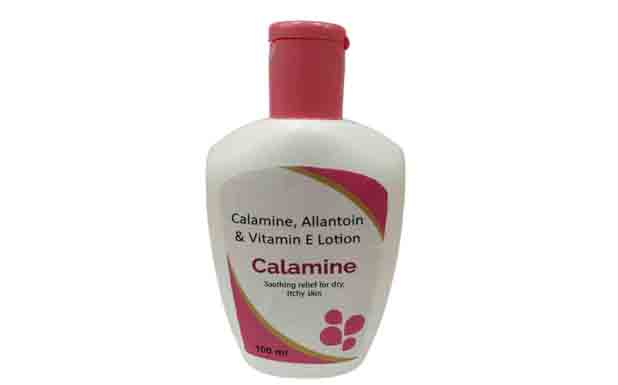 Calamine, Allantoin
& Vitamin E Lotion
Calamine
Soothing relief for dry,
itchy skin
100 ml